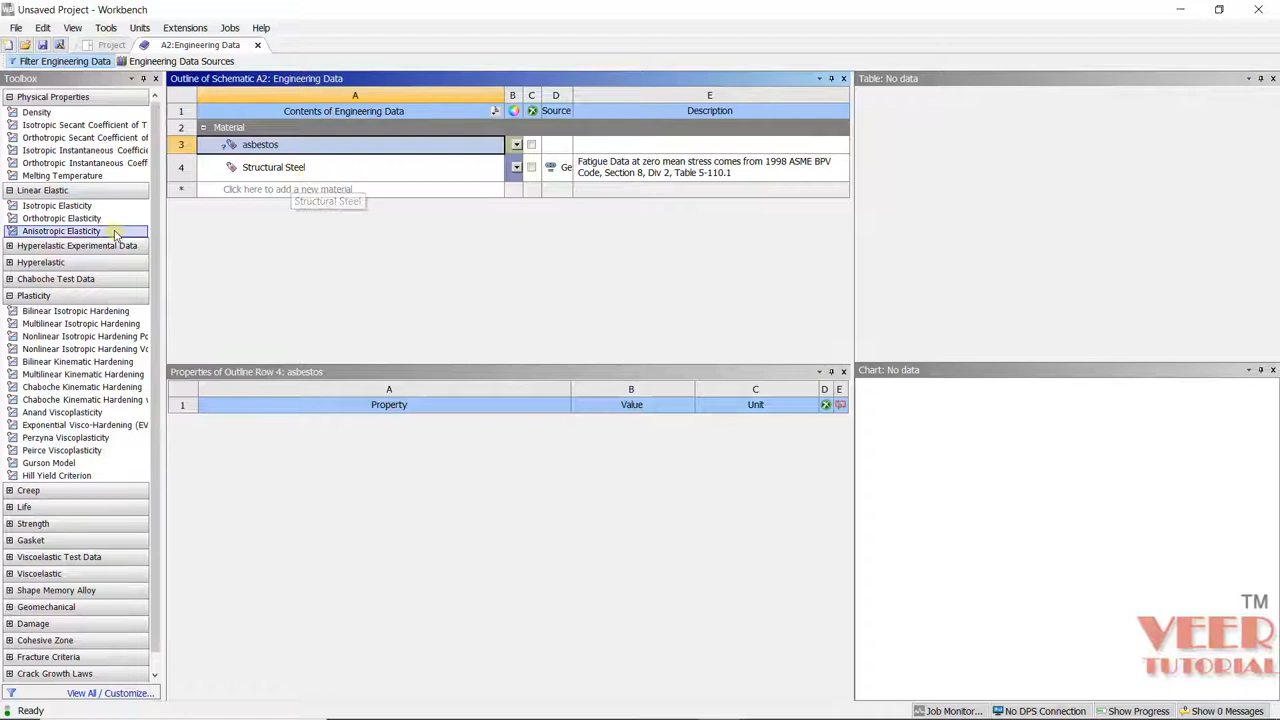 Unsaved Project - Workbench
File Edit View Tools Units Extensions Jobs Help
Project A2:Engineering Data
Filter Engineering Data Engineering Data Sources
Toolbox
Physical Properties
Density
Isotropic Secant Coefficient of T
Orthotropic Secant Coefficient of
Isotropic Instantaneous Coefficie
Orthotropic Instantaneous Coeff
Melting Temperature
Linear Elastic
Isotropic Elasticity
Orthotropic Elasticity
Anisotropic Elasticity
Hyperelastic Experimental Data
Hyperelastic
Chaboche Test Data
Plasticity
Bilinear Isotropic Hardening
Multilinear Isotropic Hardening
Nonlinear Isotropic Hardening Po
Nonlinear Isotropic Hardening Vo
Bilinear Kinematic Hardening
Multilinear Kinematic Hardening
Chaboche Kinematic Hardening
Chaboche Kinematic Hardening v
Anand Viscoplasticity
Exponential Visco-Hardening (EV
Perzyna Viscoplasticity
Peirce Viscoplasticity
Gurson Model
Hill Yield Criterion
Creep
Life
Strength
Gasket
Viscoelastic Test Data
Viscoelastic
Shape Memory Alloy
Geomechanical
Damage
Cohesive Zone
Fracture Criteria
Crack Growth Laws
View All / Customize...
Outline of Schematic A2: Engineering Data
A B C D E
1 Contents of Engineering Data Source Description
2 Material
3 ? asbestos
4 Structural Steel Ge Fatigue Data at zero mean stress comes from 1998 ASME BPV
Code, Section 8, Div 2, Table 5-110.1
* Click here to add a new material
Structural Steel
Properties of Outline Row 4: asbestos
A B C D E
1 Property Value Unit
Table: No data
Chart: No data
TM
VEER
TUTORIAL
Ready
Job Monitor... No DPS Connection Show Progress Show 0 Messages